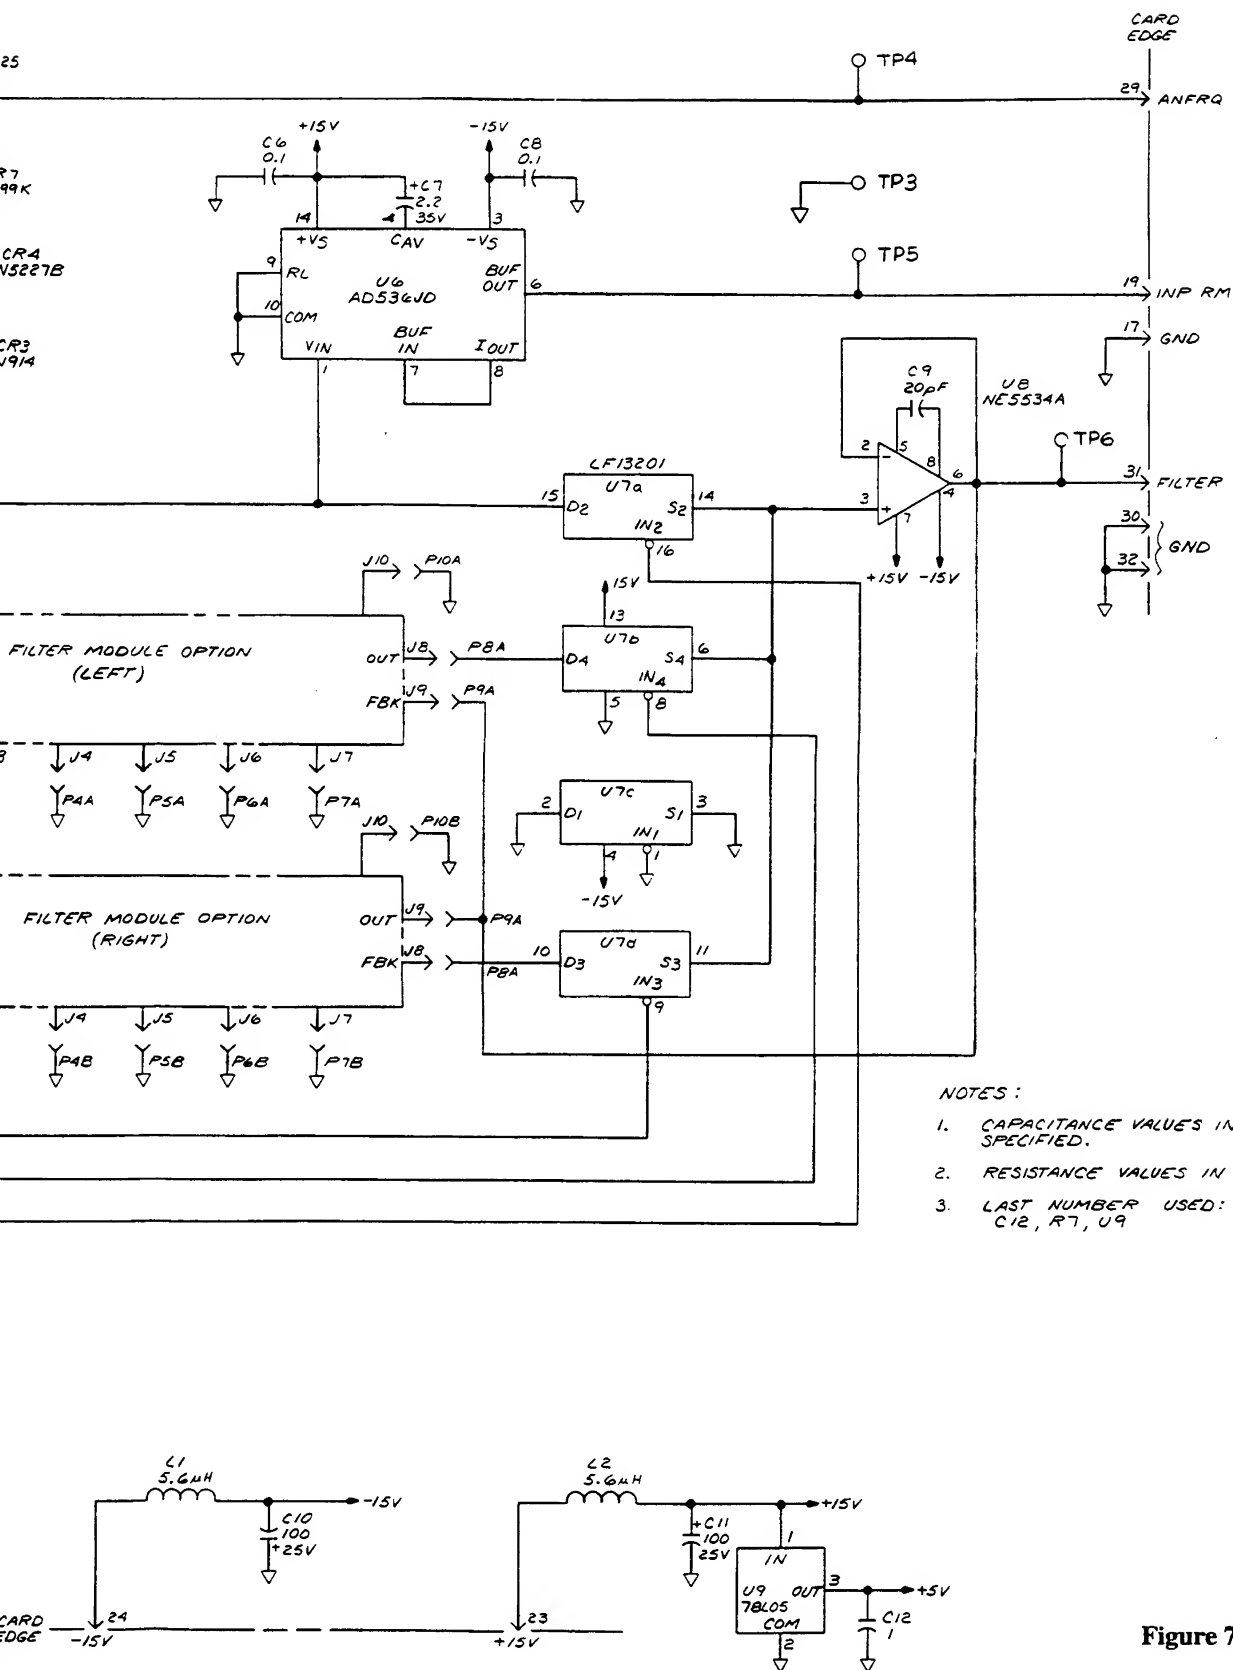 CARD
EDGE
25
TP4
29
ANFRQ
+15V
-15V
C6
0.1
C8
0.1
R7
99K
+C7
2.2
35V
TP3
14
3
+VS
CAV
-VS
CR4
N5227B
9
RL
U6
AD536JD
BUF
OUT
6
TP5
19
INP RM
10
COM
17
GND
CR3
N914
VIN
BUF
IN
I OUT
1
7
8
C9
20pF
U8
NE5534A
2
-
5
8
6
TP6
LF13201
U7a
15
D2
S2
14
3
+
4
7
31
FILTER
IN2
16
30
32
GND
J10
P10A
+15V
-15V
15V
13
FILTER MODULE OPTION
(LEFT)
OUT
J8
P8A
U7b
D4
S4
6
IN4
FBK
J9
P9A
5
8
3
J4
J5
J6
J7
P4A
P5A
P6A
P7A
U7c
2
D1
S1
3
IN1
J10
P10B
4
1
-15V
FILTER MODULE OPTION
(RIGHT)
OUT
J9
P9A
U7d
10
D3
S3
11
FBK
J8
P8A
IN3
9
J4
J5
J6
J7
P4B
P5B
P6B
P7B
NOTES:
1. CAPACITANCE VALUES IN
SPECIFIED.
2. RESISTANCE VALUES IN
3. LAST NUMBER USED:
C12, R7, U9
L1
5.6µH
-15V
C10
100
+25V
L2
5.6µH
+15V
+C11
100
25V
1
IN
U9
78L05
OUT
3
+5V
COM
2
C12
1
CARD
EDGE
24
-15V
23
+15V
Figure 7